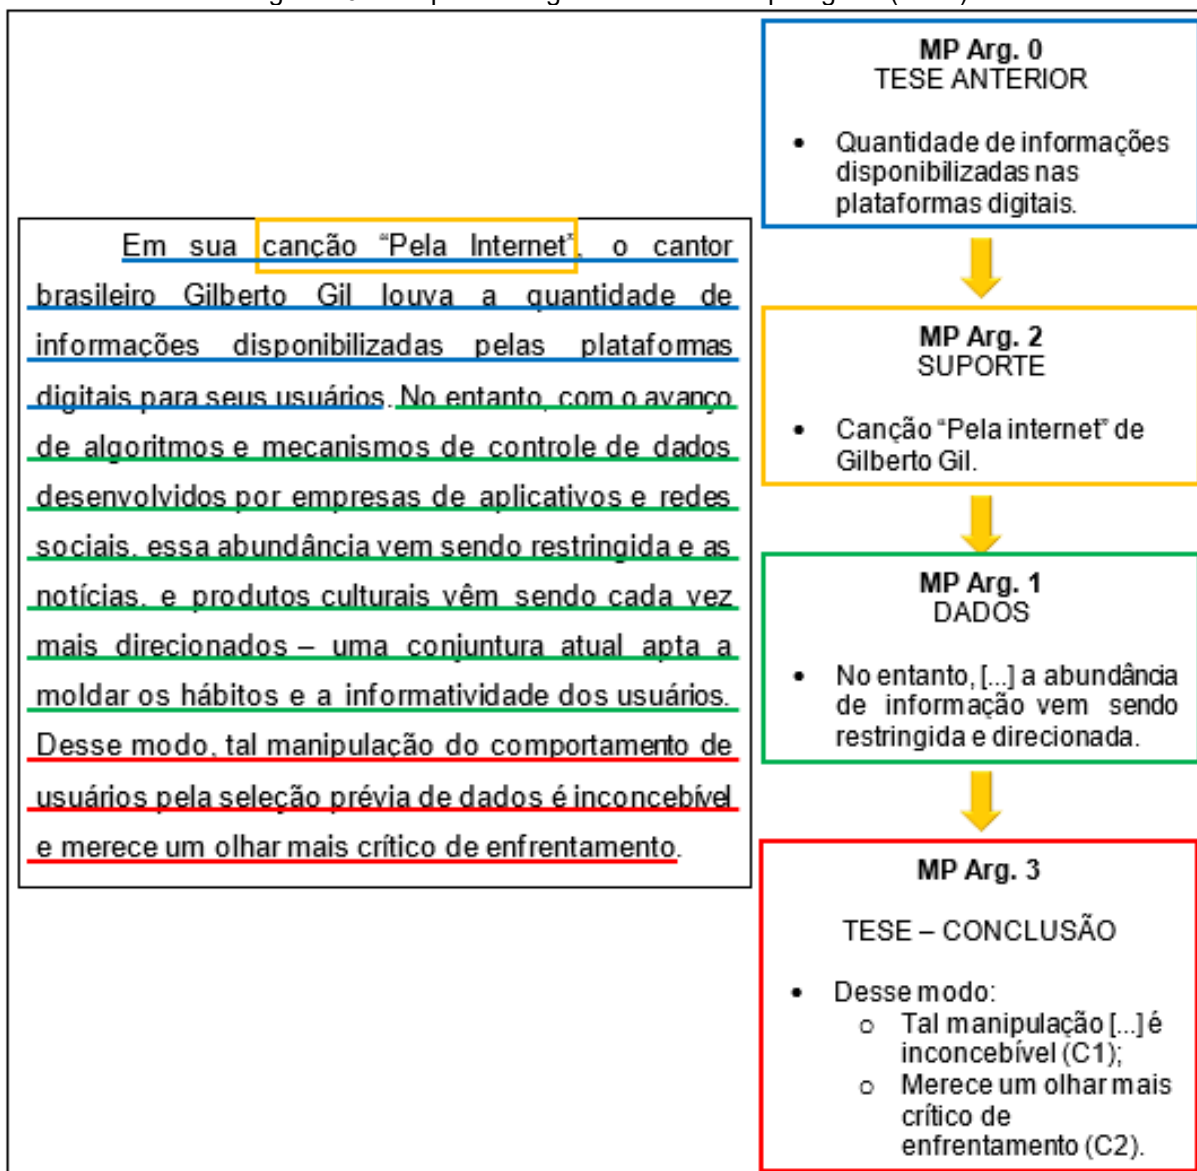 Em sua canção “Pela Internet”, o cantor
brasileiro Gilberto Gil louva a quantidade de
informações disponibilizadas pelas plataformas
digitais para seus usuários. No entanto, com o avanço
de algoritmos e mecanismos de controle de dados
desenvolvidos por empresas de aplicativos e redes
sociais, essa abundância vem sendo restringida e as
notícias, e produtos culturais vêm sendo cada vez
mais direcionados – uma conjuntura atual apta a
moldar os hábitos e a informatividade dos usuários.
Desse modo, tal manipulação do comportamento de
usuários pela seleção prévia de dados é inconcebível
e merece um olhar mais crítico de enfrentamento.
MP Arg. 0
TESE ANTERIOR
• Quantidade de informações
disponibilizadas nas
plataformas digitais.
MP Arg. 2
SUPORTE
• Canção “Pela internet” de
Gilberto Gil.
MP Arg. 1
DADOS
• No entanto, [...] a abundância
de informação vem sendo
restringida e direcionada.
MP Arg. 3
TESE – CONCLUSÃO
• Desse modo:
o Tal manipulação [...] é
inconcebível (C1);
o Merece um olhar mais
crítico de
enfrentamento (C2).